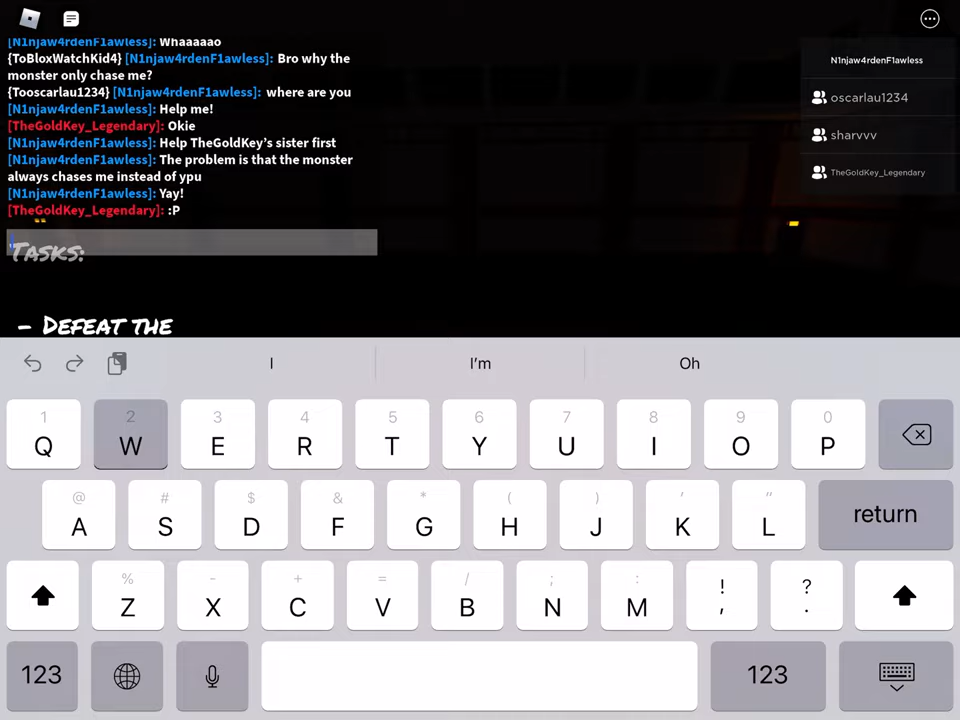 [N1njaw4rdenF1awless]: Whaaaaao
{ToBloxWatchKid4} [N1njaw4rdenF1awless]: Bro why the
monster only chase me?
{Tooscarlau1234} [N1njaw4rdenF1awless]: where are you
[N1njaw4rdenF1awless]: Help me!
[TheGoldKey_Legendary]: Okie
[N1njaw4rdenF1awless]: Help TheGoldKey's sister first
[N1njaw4rdenF1awless]: The problem is that the monster
always chases me instead of ypu
[N1njaw4rdenF1awless]: Yay!
[TheGoldKey_Legendary]: :P
N1njaw4rdenF1awless
oscarlau1234
sharvvv
TheGoldKey_Legendary
Tasks:
- Defeat the
I I'm Oh
1 2 3 4 5 6 7 8 9 0
Q W E R T Y U I O P
@ # $ & * ( ) ' "
A S D F G H J K L return
% - + = / ; : ! ?
Z X C V B N M , .
123 123